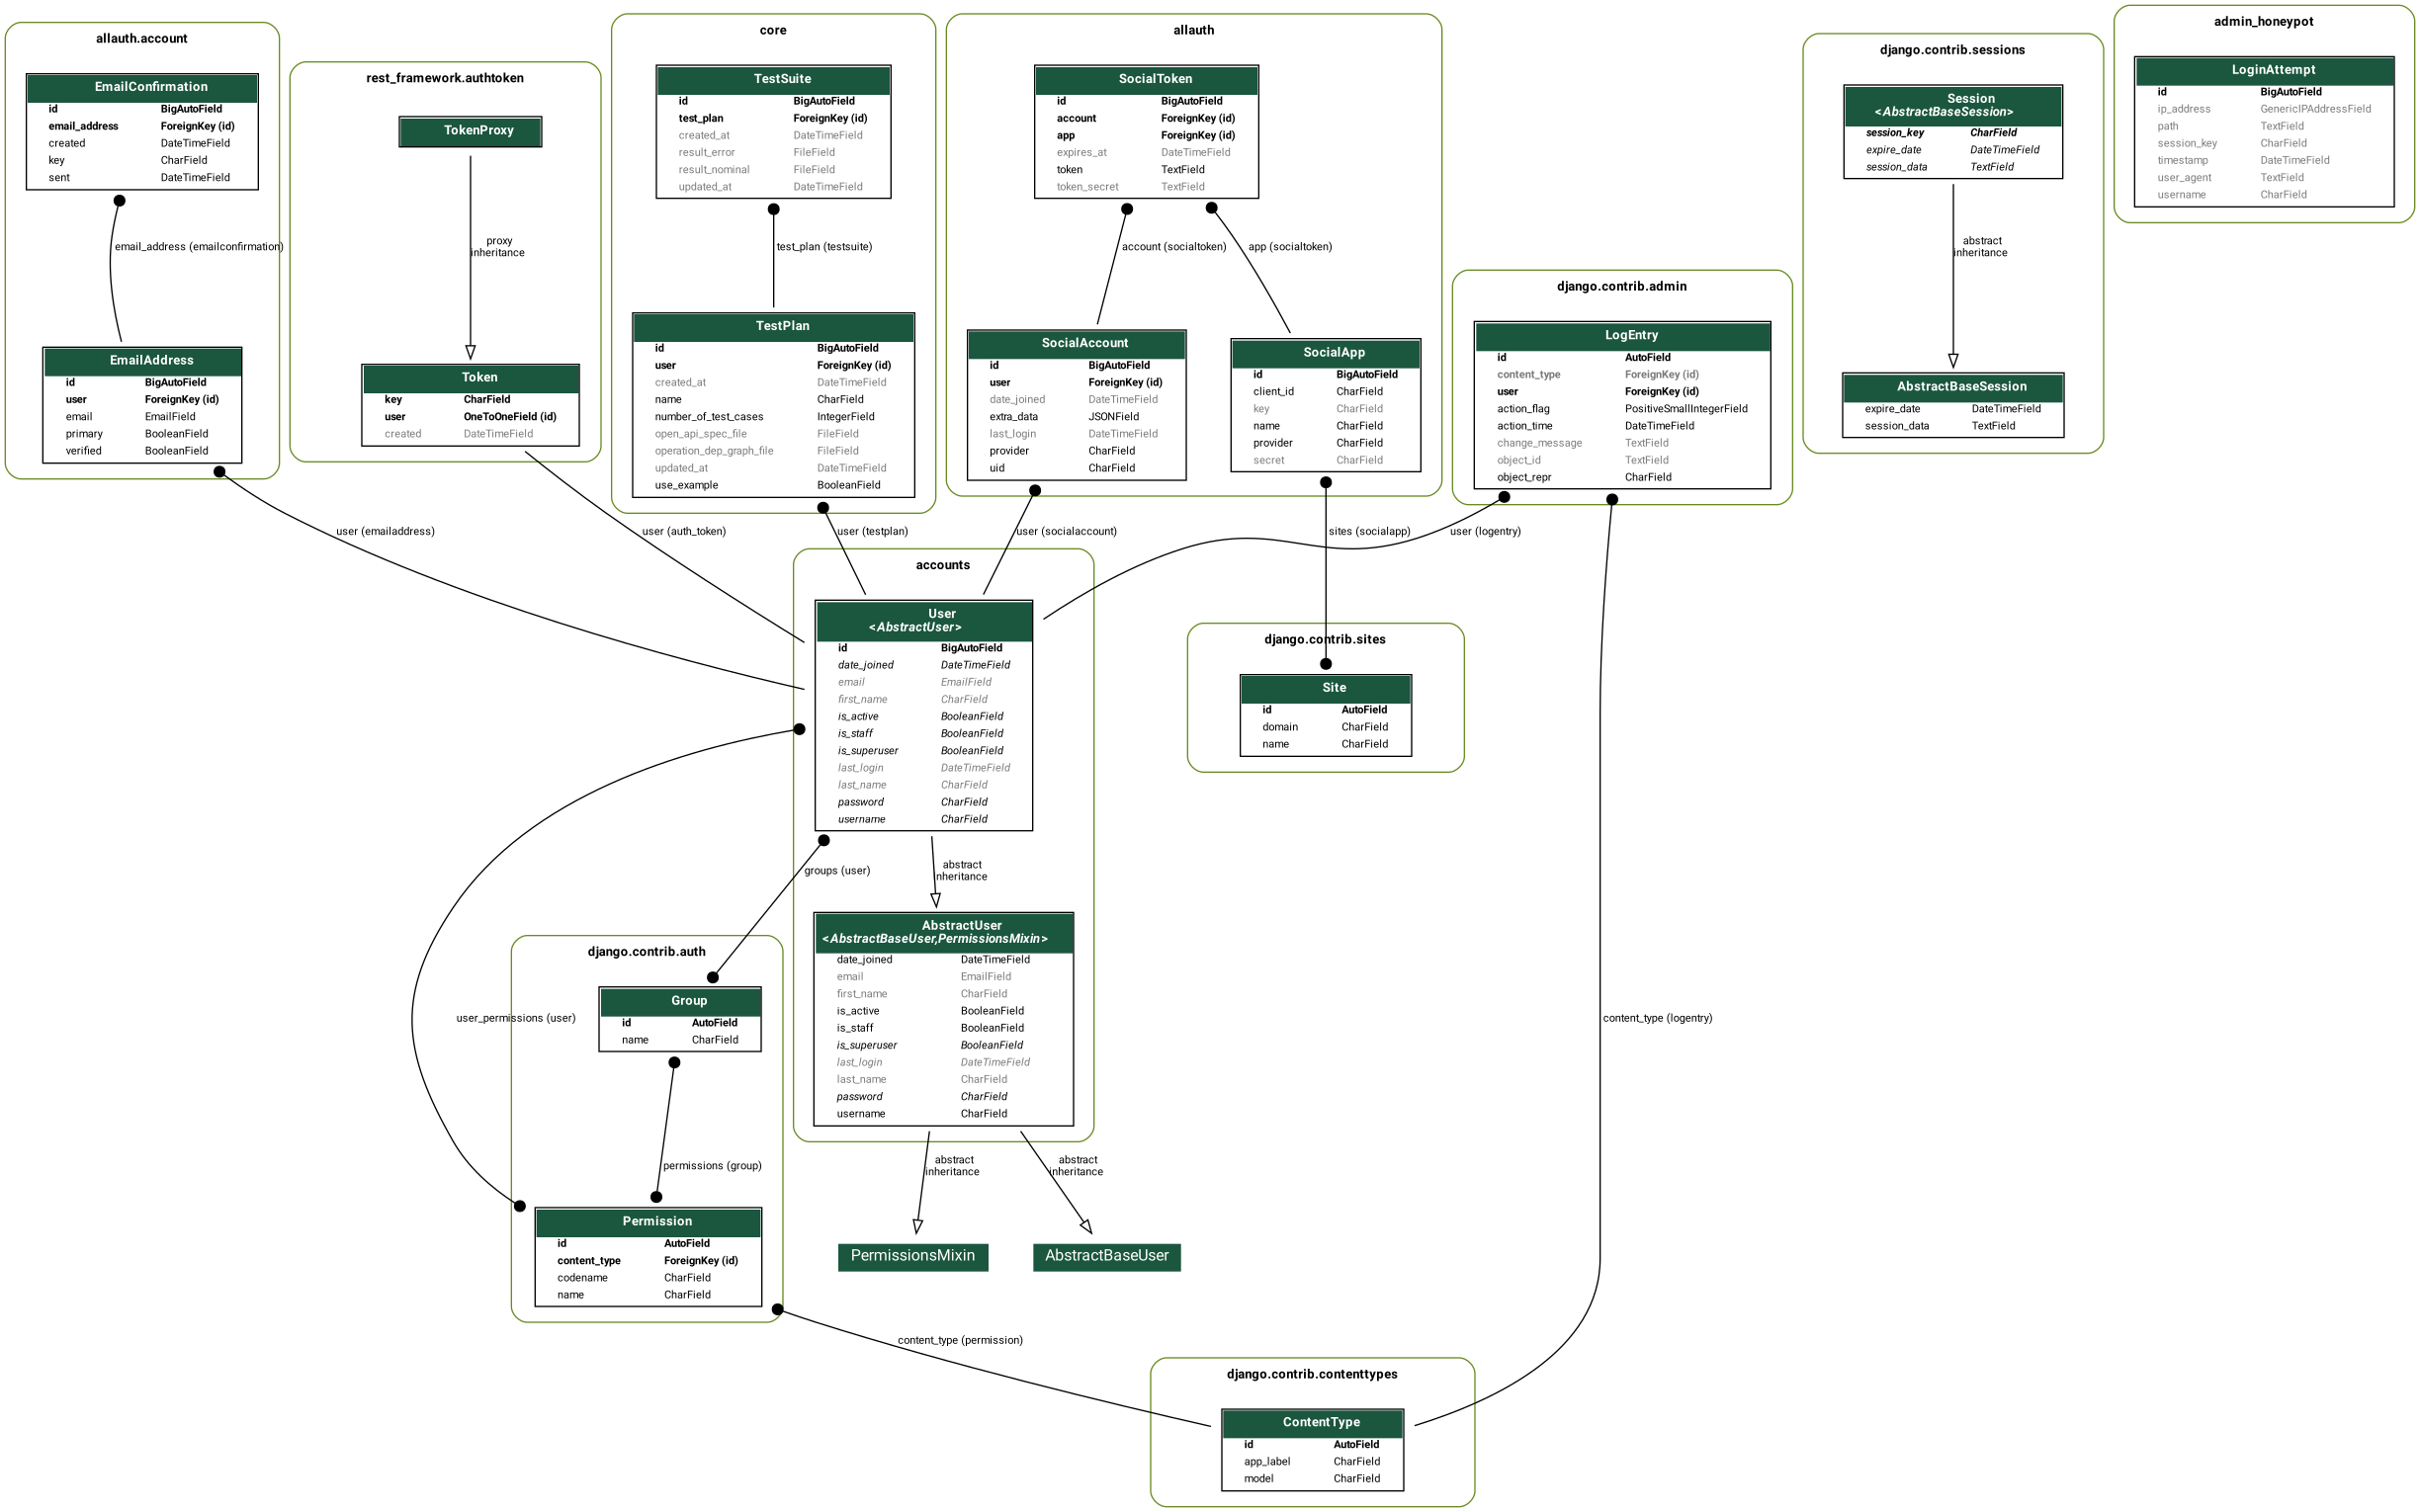 allauth.account
EmailConfirmation
id BigAutoField
email_address ForeignKey (id)
created DateTimeField
key CharField
sent DateTimeField
email_address (emailconfirmation)
EmailAddress
id BigAutoField
user ForeignKey (id)
email EmailField
primary BooleanField
verified BooleanField
user (emailaddress)
rest_framework.authtoken
TokenProxy
proxy
inheritance
Token
key CharField
user OneToOneField (id)
created DateTimeField
user (auth_token)
core
TestSuite
id BigAutoField
test_plan ForeignKey (id)
created_at DateTimeField
result_error FileField
result_nominal FileField
updated_at DateTimeField
test_plan (testsuite)
TestPlan
id BigAutoField
user ForeignKey (id)
created_at DateTimeField
name CharField
number_of_test_cases IntegerField
open_api_spec_file FileField
operation_dep_graph_file FileField
updated_at DateTimeField
use_example BooleanField
user (testplan)
allauth
SocialToken
id BigAutoField
account ForeignKey (id)
app ForeignKey (id)
expires_at DateTimeField
token TextField
token_secret TextField
account (socialtoken)
app (socialtoken)
SocialAccount
id BigAutoField
user ForeignKey (id)
date_joined DateTimeField
extra_data JSONField
last_login DateTimeField
provider CharField
uid CharField
user (socialaccount)
SocialApp
id BigAutoField
client_id CharField
key CharField
name CharField
provider CharField
secret CharField
sites (socialapp)
django.contrib.admin
LogEntry
id AutoField
content_type ForeignKey (id)
user ForeignKey (id)
action_flag PositiveSmallIntegerField
action_time DateTimeField
change_message TextField
object_id TextField
object_repr CharField
user (logentry)
django.contrib.sessions
Session
<AbstractBaseSession>
session_key CharField
expire_date DateTimeField
session_data TextField
abstract
inheritance
AbstractBaseSession
expire_date DateTimeField
session_data TextField
admin_honeypot
LoginAttempt
id BigAutoField
ip_address GenericIPAddressField
path TextField
session_key CharField
timestamp DateTimeField
user_agent TextField
username CharField
accounts
User
<AbstractUser>
id BigAutoField
date_joined DateTimeField
email EmailField
first_name CharField
is_active BooleanField
is_staff BooleanField
is_superuser BooleanField
last_login DateTimeField
last_name CharField
password CharField
username CharField
groups (user)
abstract
inheritance
AbstractUser
<AbstractBaseUser,PermissionsMixin>
date_joined DateTimeField
email EmailField
first_name CharField
is_active BooleanField
is_staff BooleanField
is_superuser BooleanField
last_login DateTimeField
last_name CharField
password CharField
username CharField
abstract
inheritance
abstract
inheritance
PermissionsMixin
AbstractBaseUser
django.contrib.sites
Site
id AutoField
domain CharField
name CharField
django.contrib.auth
Group
id AutoField
name CharField
user_permissions (user)
permissions (group)
Permission
id AutoField
content_type ForeignKey (id)
codename CharField
name CharField
content_type (permission)
content_type (logentry)
django.contrib.contenttypes
ContentType
id AutoField
app_label CharField
model CharField